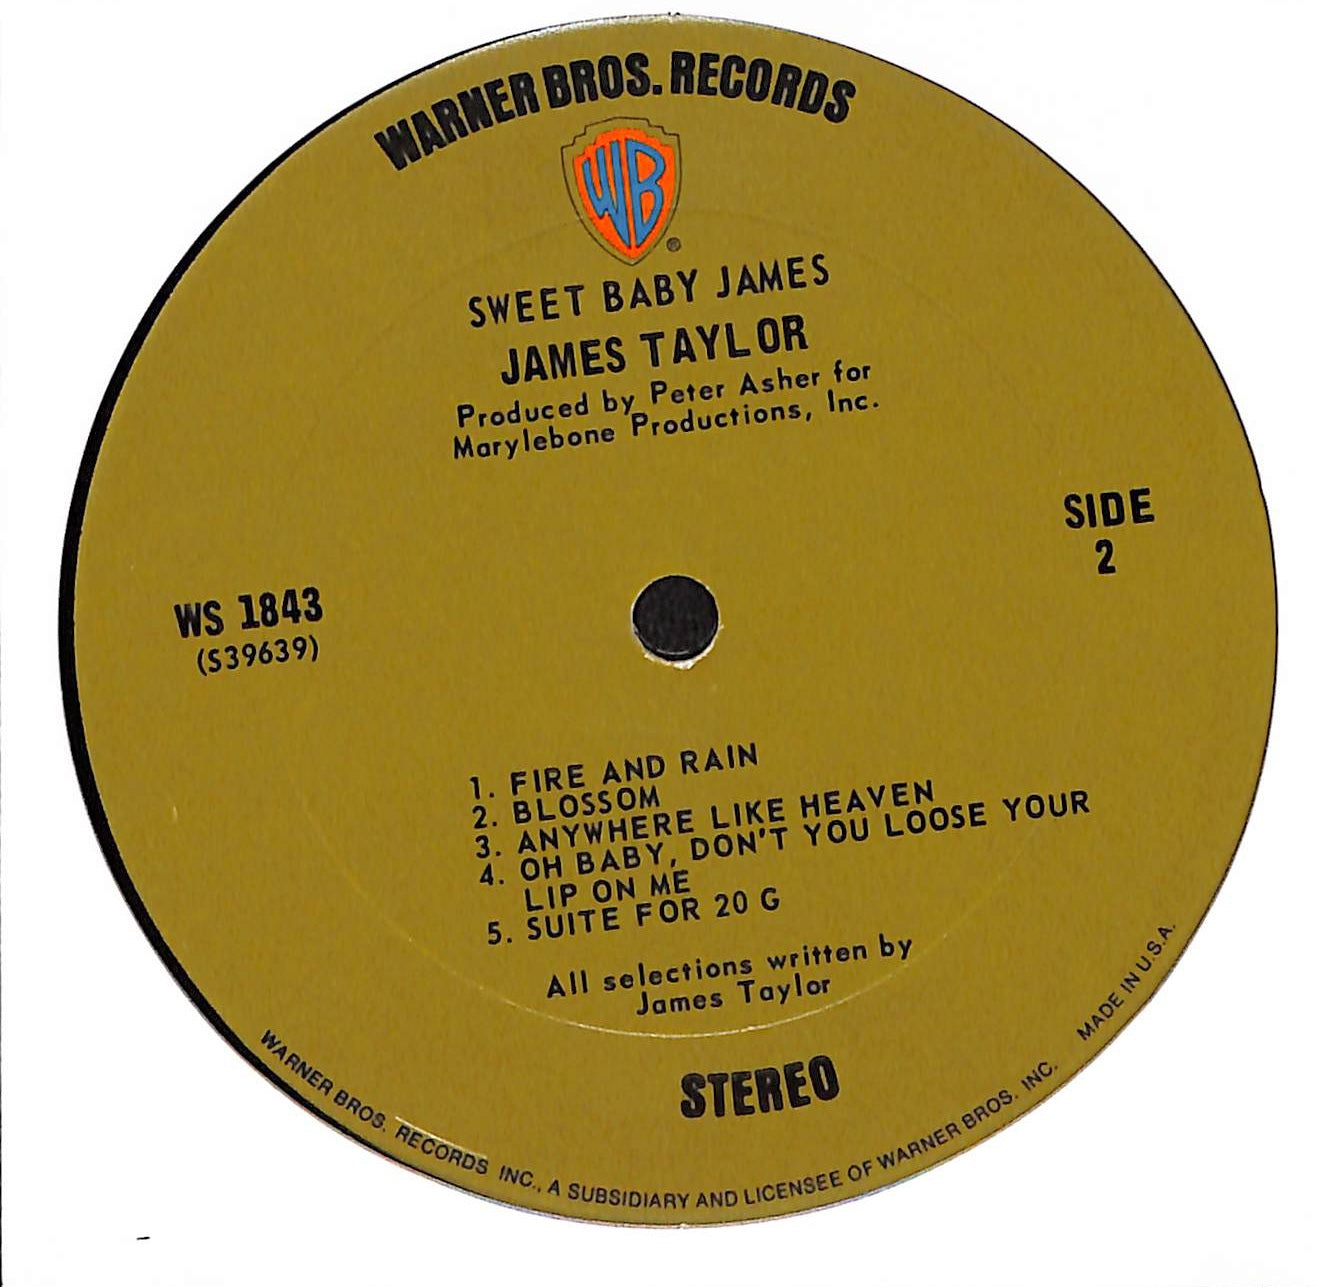 WARNER BROS. RECORDS
WB
®
SWEET BABY JAMES
JAMES TAYLOR
Produced by Peter Asher for
Marylebone Productions, Inc.
SIDE
2
WS 1843
(S39639)
1. FIRE AND RAIN
2. BLOSSOM
3. ANYWHERE LIKE HEAVEN
4. OH BABY, DON'T YOU LOOSE YOUR
LIP ON ME
5. SUITE FOR 20 G
All selections written by
James Taylor
STEREO
WARNER BROS. RECORDS INC., A SUBSIDIARY AND LICENSEE OF WARNER BROS. INC. MADE IN U.S.A.